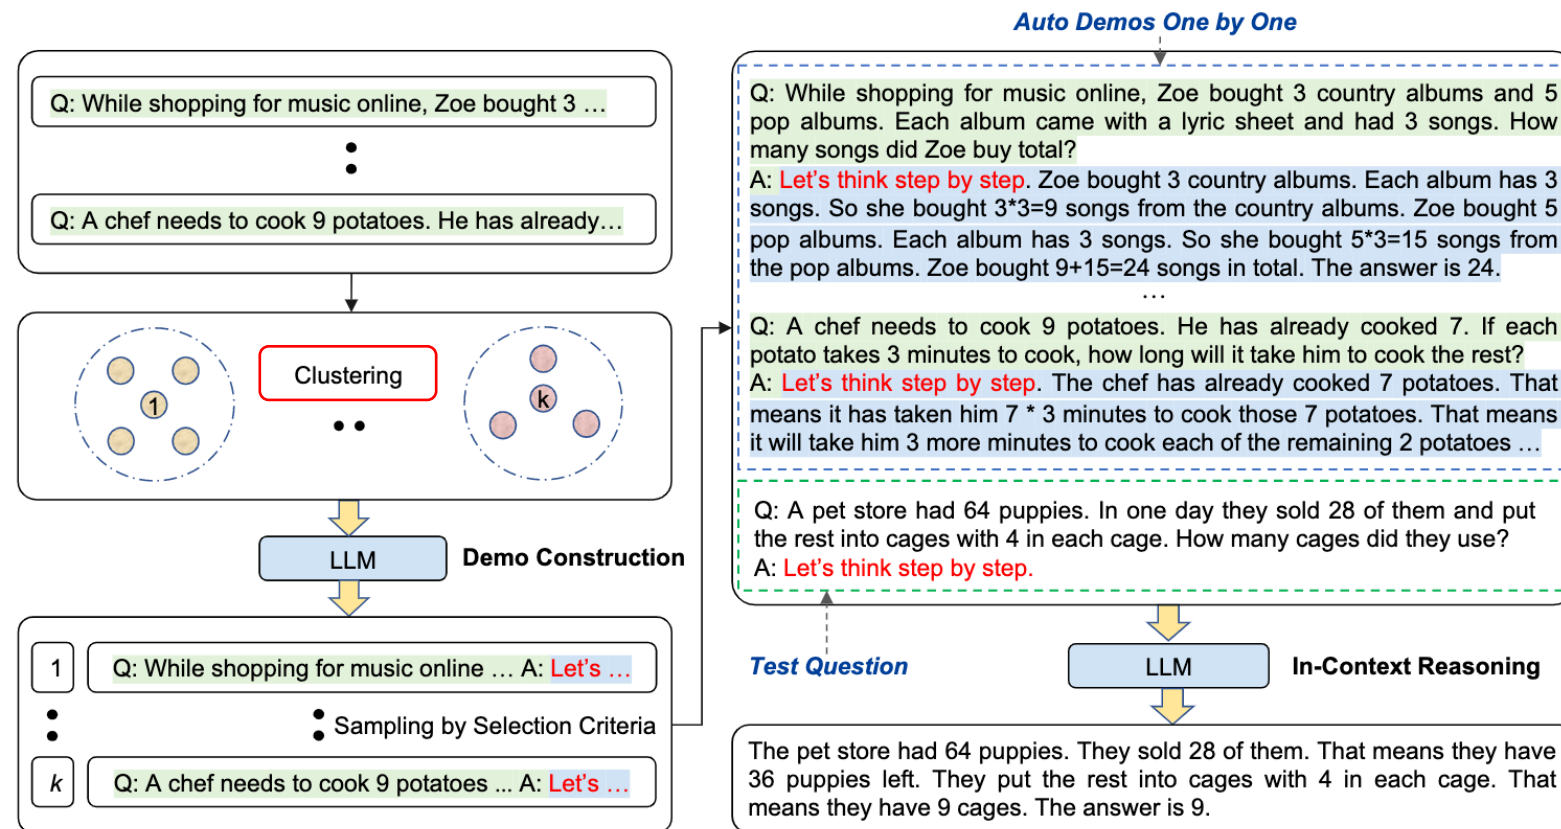 Q: While shopping for music online, Zoe bought 3 …
Q: A chef needs to cook 9 potatoes. He has already…
1
Clustering
k
LLM
Demo Construction
1
Q: While shopping for music online … A: Let’s …
Sampling by Selection Criteria
k
Q: A chef needs to cook 9 potatoes ... A: Let’s …
Auto Demos One by One
Q: While shopping for music online, Zoe bought 3 country albums and 5
pop albums. Each album came with a lyric sheet and had 3 songs. How
many songs did Zoe buy total?
A: Let’s think step by step. Zoe bought 3 country albums. Each album has 3
songs. So she bought 3*3=9 songs from the country albums. Zoe bought 5
pop albums. Each album has 3 songs. So she bought 5*3=15 songs from
the pop albums. Zoe bought 9+15=24 songs in total. The answer is 24.
…
Q: A chef needs to cook 9 potatoes. He has already cooked 7. If each
potato takes 3 minutes to cook, how long will it take him to cook the rest?
A: Let’s think step by step. The chef has already cooked 7 potatoes. That
means it has taken him 7 * 3 minutes to cook those 7 potatoes. That means
it will take him 3 more minutes to cook each of the remaining 2 potatoes …
Q: A pet store had 64 puppies. In one day they sold 28 of them and put
the rest into cages with 4 in each cage. How many cages did they use?
A: Let’s think step by step.
Test Question
LLM
In-Context Reasoning
The pet store had 64 puppies. They sold 28 of them. That means they have
36 puppies left. They put the rest into cages with 4 in each cage. That
means they have 9 cages. The answer is 9.